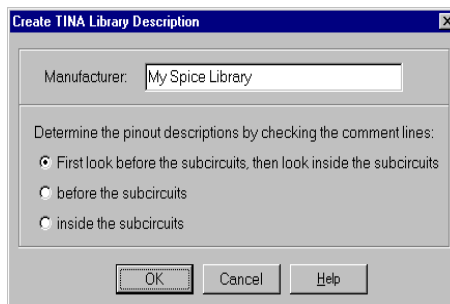 Create TINA Library Description
Manufacturer: My Spice Library
Determine the pinout descriptions by checking the comment lines:
First look before the subcircuits, then look inside the subcircuits
before the subcircuits
inside the subcircuits
OK Cancel Help